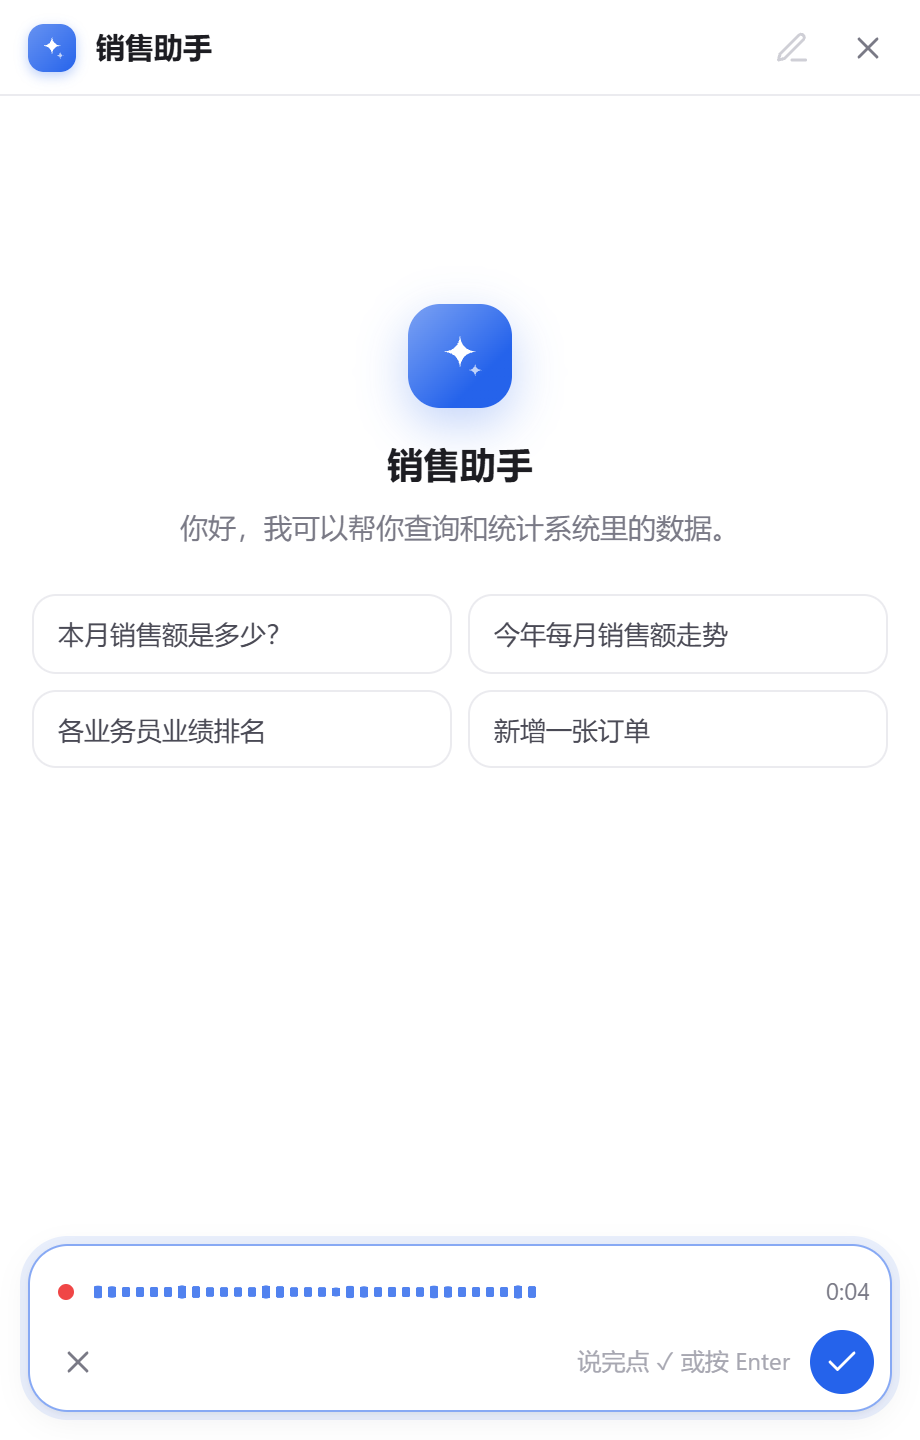 销售助手
销售助手
你好，我可以帮你查询和统计系统里的数据。
本月销售额是多少？
今年每月销售额走势
各业务员业绩排名
新增一张订单
0:04
说完点 ✓ 或按 Enter